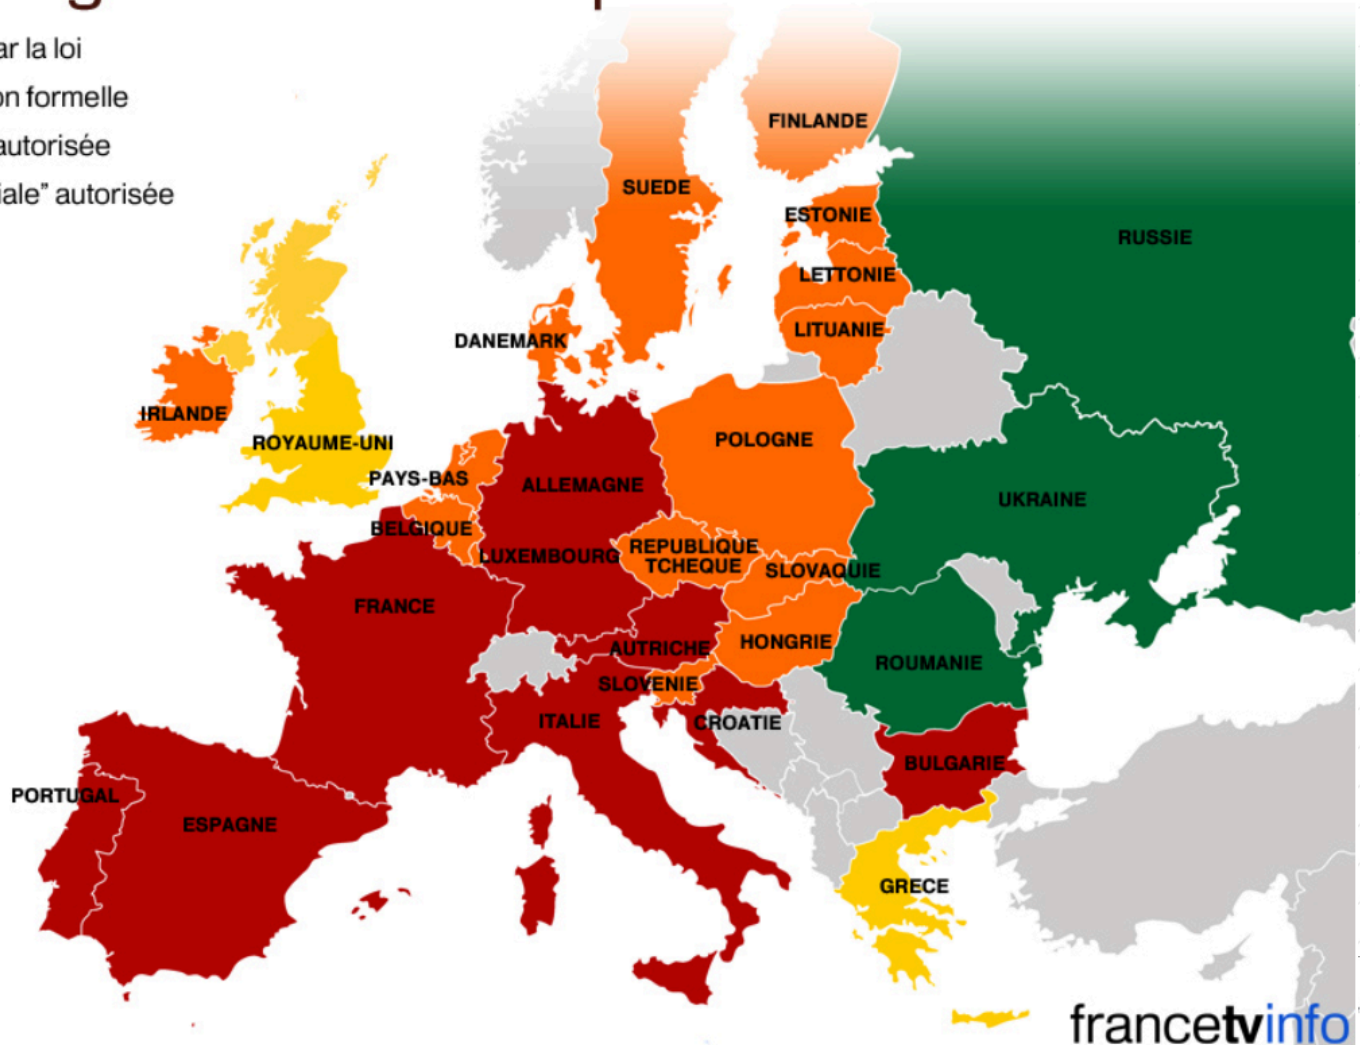 ar la loi
on formelle
autorisée
iale” autorisée
FINLANDE
SUEDE
ESTONIE
RUSSIE
LETTONIE
LITUANIE
DANEMARK
IRLANDE
ROYAUME-UNI
POLOGNE
PAYS-BAS
ALLEMAGNE
UKRAINE
BELGIQUE
LUXEMBOURG
REPUBLIQUE
TCHEQUE
SLOVAQUIE
FRANCE
HONGRIE
AUTRICHE
ROUMANIE
SLOVENIE
ITALIE
CROATIE
BULGARIE
PORTUGAL
ESPAGNE
GRECE
francetvinfo